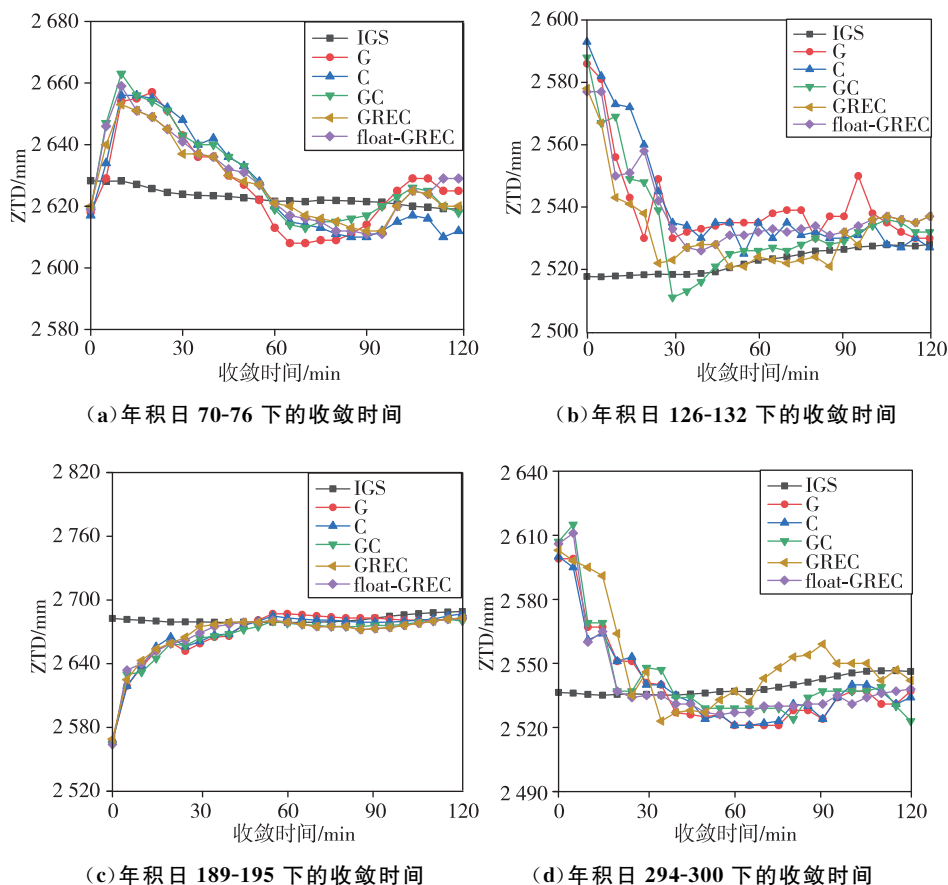 2 680
2 660
2 640
2 620
2 600
2 580
ZTD/mm
IGS
G
C
GC
GREC
float-GREC
0
30
60
90
120
收敛时间/min
(a)年积日 70-76 下的收敛时间
2 600
2 580
2 560
2 540
2 520
2 500
ZTD/mm
IGS
G
C
GC
GREC
float-GREC
0
30
60
90
120
收敛时间/min
(b)年积日 126-132 下的收敛时间
2 820
2 760
2 700
2 640
2 580
2 520
ZTD/mm
IGS
G
C
GC
GREC
float-GREC
0
30
60
90
120
收敛时间/min
(c)年积日 189-195 下的收敛时间
2 640
2 610
2 580
2 550
2 520
2 490
ZTD/mm
IGS
G
C
GC
GREC
float-GREC
0
30
60
90
120
收敛时间/min
(d)年积日 294-300 下的收敛时间